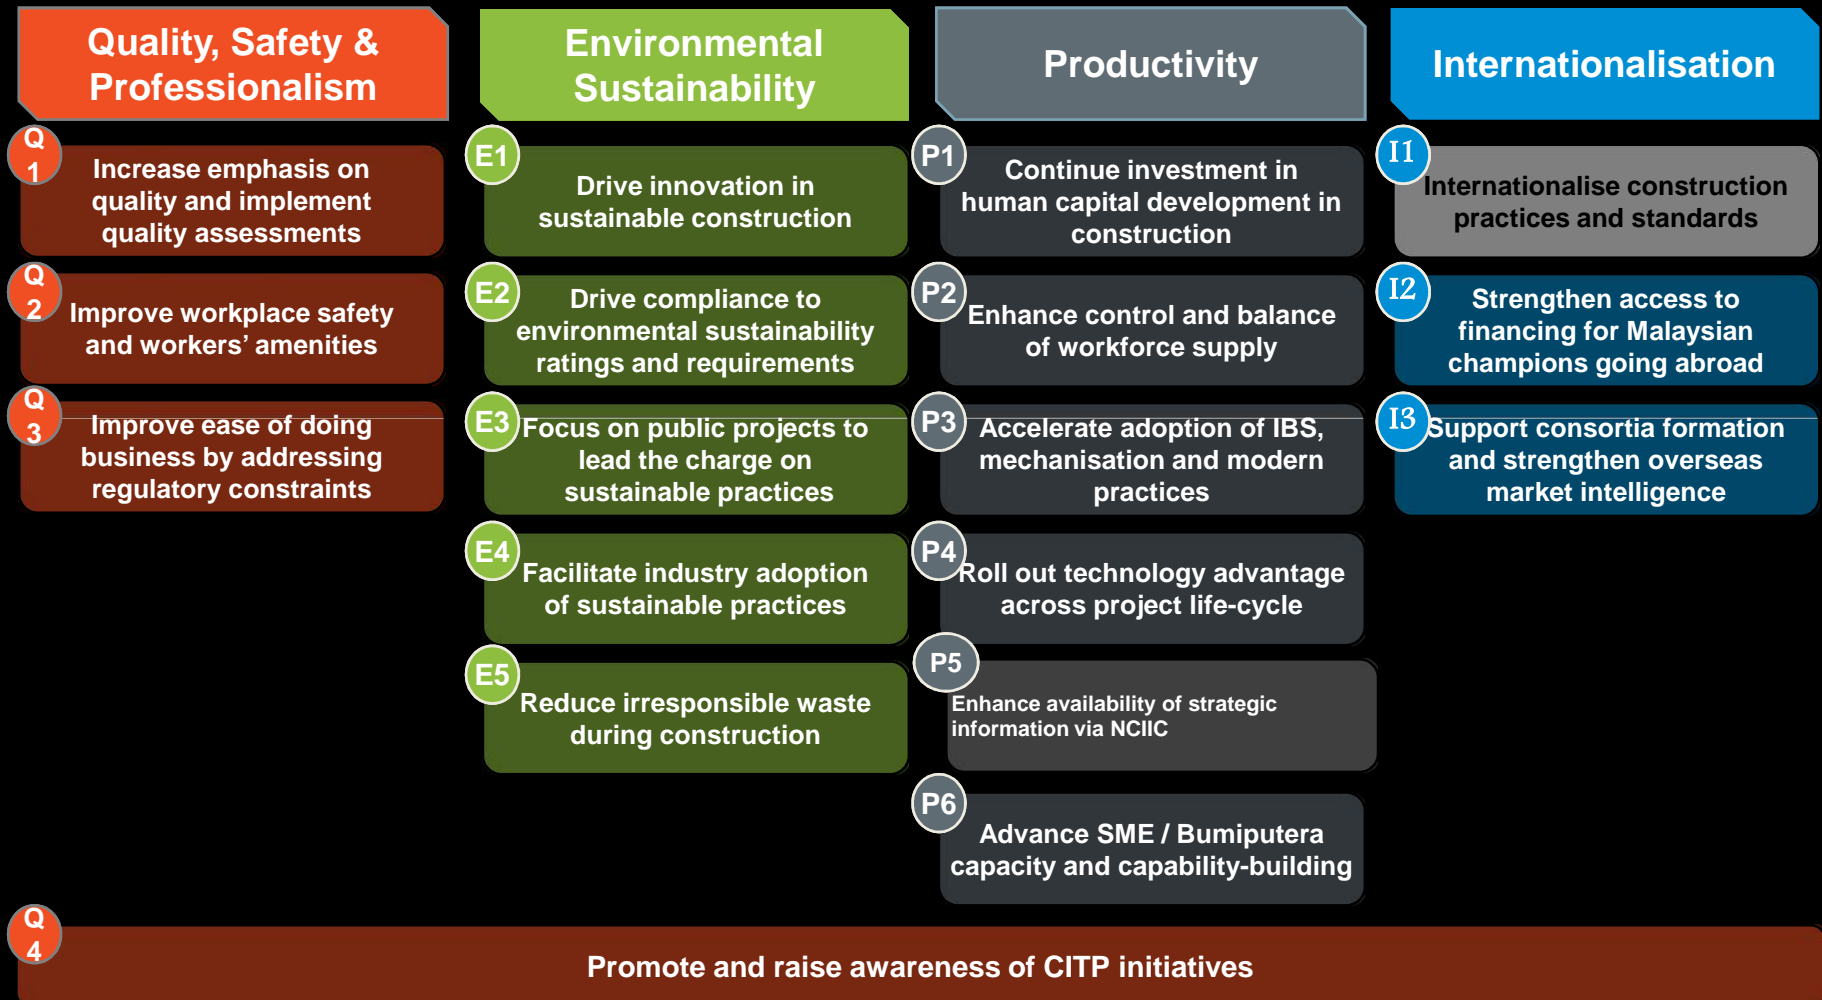 Quality, Safety &
Professionalism
Q
1
Increase emphasis on
quality and implement
quality assessments
Q
2
Improve workplace safety
and workers’ amenities
Q
3
Improve ease of doing
business by addressing
regulatory constraints
Environmental
Sustainability
E1
Drive innovation in
sustainable construction
E2
Drive compliance to
environmental sustainability
ratings and requirements
E3
Focus on public projects to
lead the charge on
sustainable practices
E4
Facilitate industry adoption
of sustainable practices
E5
Reduce irresponsible waste
during construction
Productivity
P1
Continue investment in
human capital development in
construction
P2
Enhance control and balance
of workforce supply
P3
Accelerate adoption of IBS,
mechanisation and modern
practices
P4
Roll out technology advantage
across project life-cycle
P5
Enhance availability of strategic
information via NCIIC
P6
Advance SME / Bumiputera
capacity and capability-building
Internationalisation
I1
Internationalise construction
practices and standards
I2
Strengthen access to
financing for Malaysian
champions going abroad
I3
Support consortia formation
and strengthen overseas
market intelligence
Q
4
Promote and raise awareness of CITP initiatives